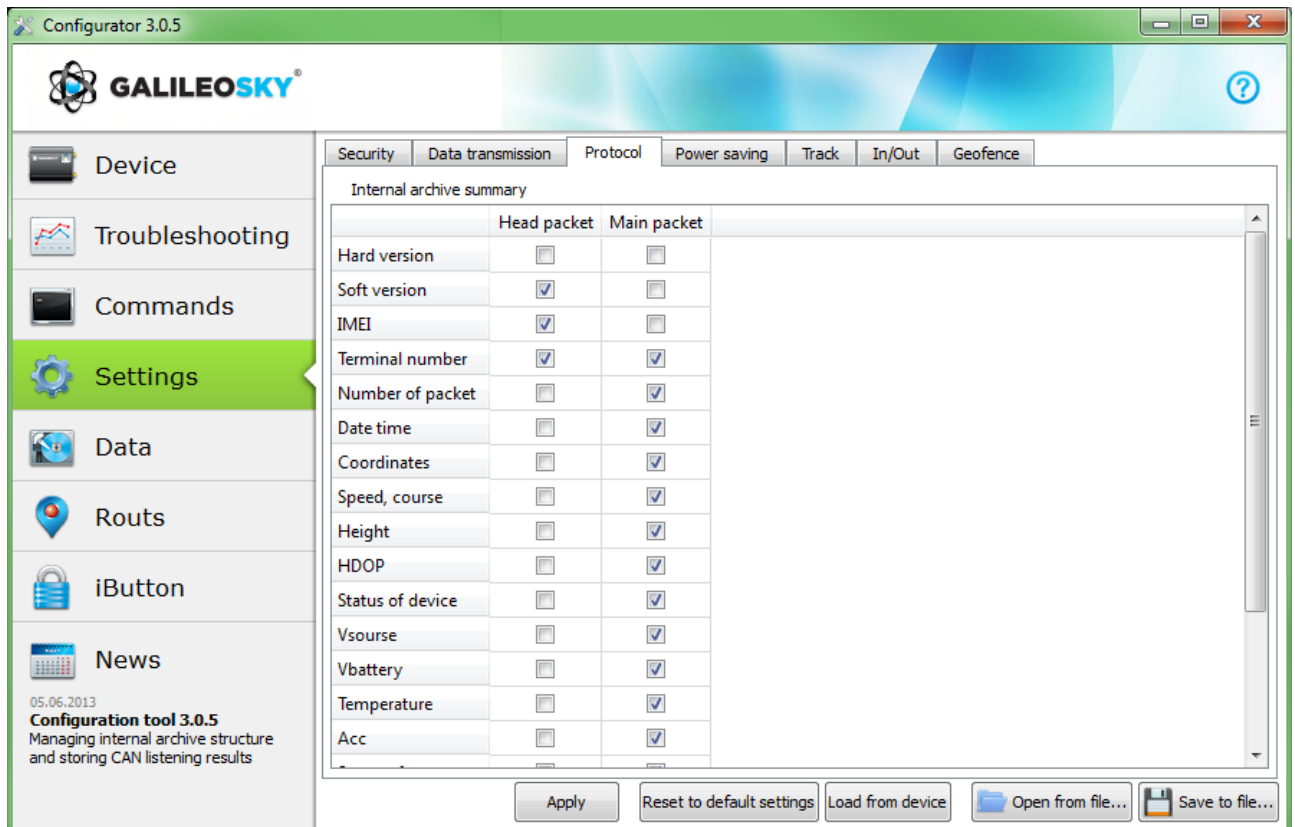 Configurator 3.0.5
GALILEOSKY®
?
Device
Troubleshooting
Commands
Settings
Data
Routs
iButton
News
05.06.2013
Configuration tool 3.0.5
Managing internal archive structure
and storing CAN listening results
Security Data transmission Protocol Power saving Track In/Out Geofence
Internal archive summary
Head packet Main packet
Hard version
Soft version
IMEI
Terminal number
Number of packet
Date time
Coordinates
Speed, course
Height
HDOP
Status of device
Vsourse
Vbattery
Temperature
Acc
Apply Reset to default settings Load from device Open from file... Save to file...